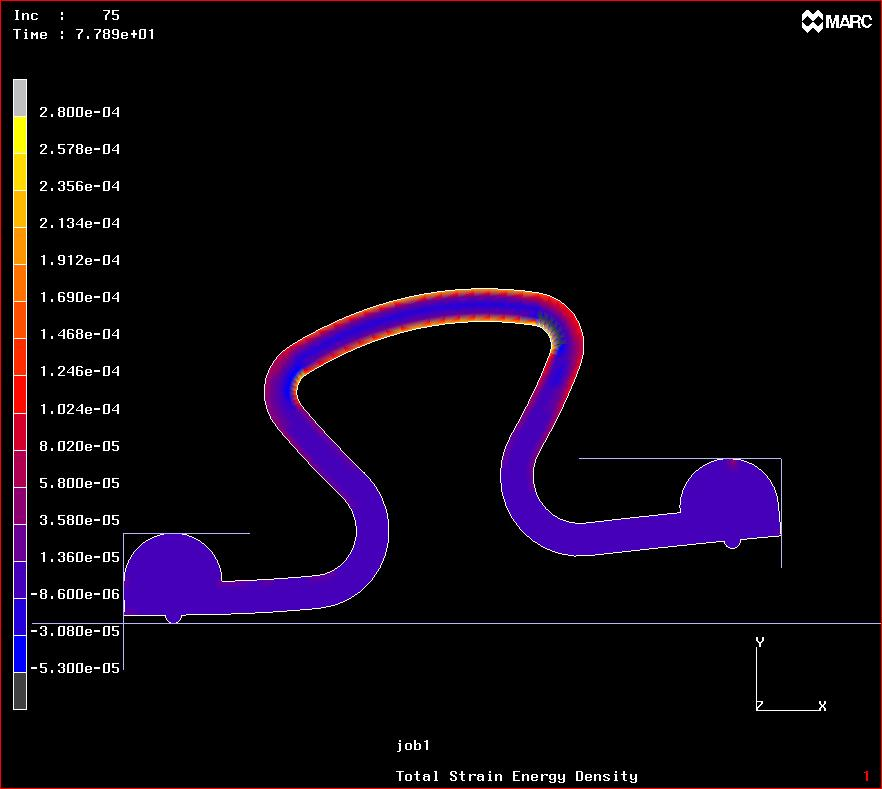 Inc : 75
Time : 7.789e+01
MARC
2.800e-04
2.578e-04
2.356e-04
2.134e-04
1.912e-04
1.690e-04
1.468e-04
1.246e-04
1.024e-04
8.020e-05
5.800e-05
3.580e-05
1.360e-05
-8.600e-06
-3.080e-05
-5.300e-05
Y
Z X
job1
Total Strain Energy Density
1